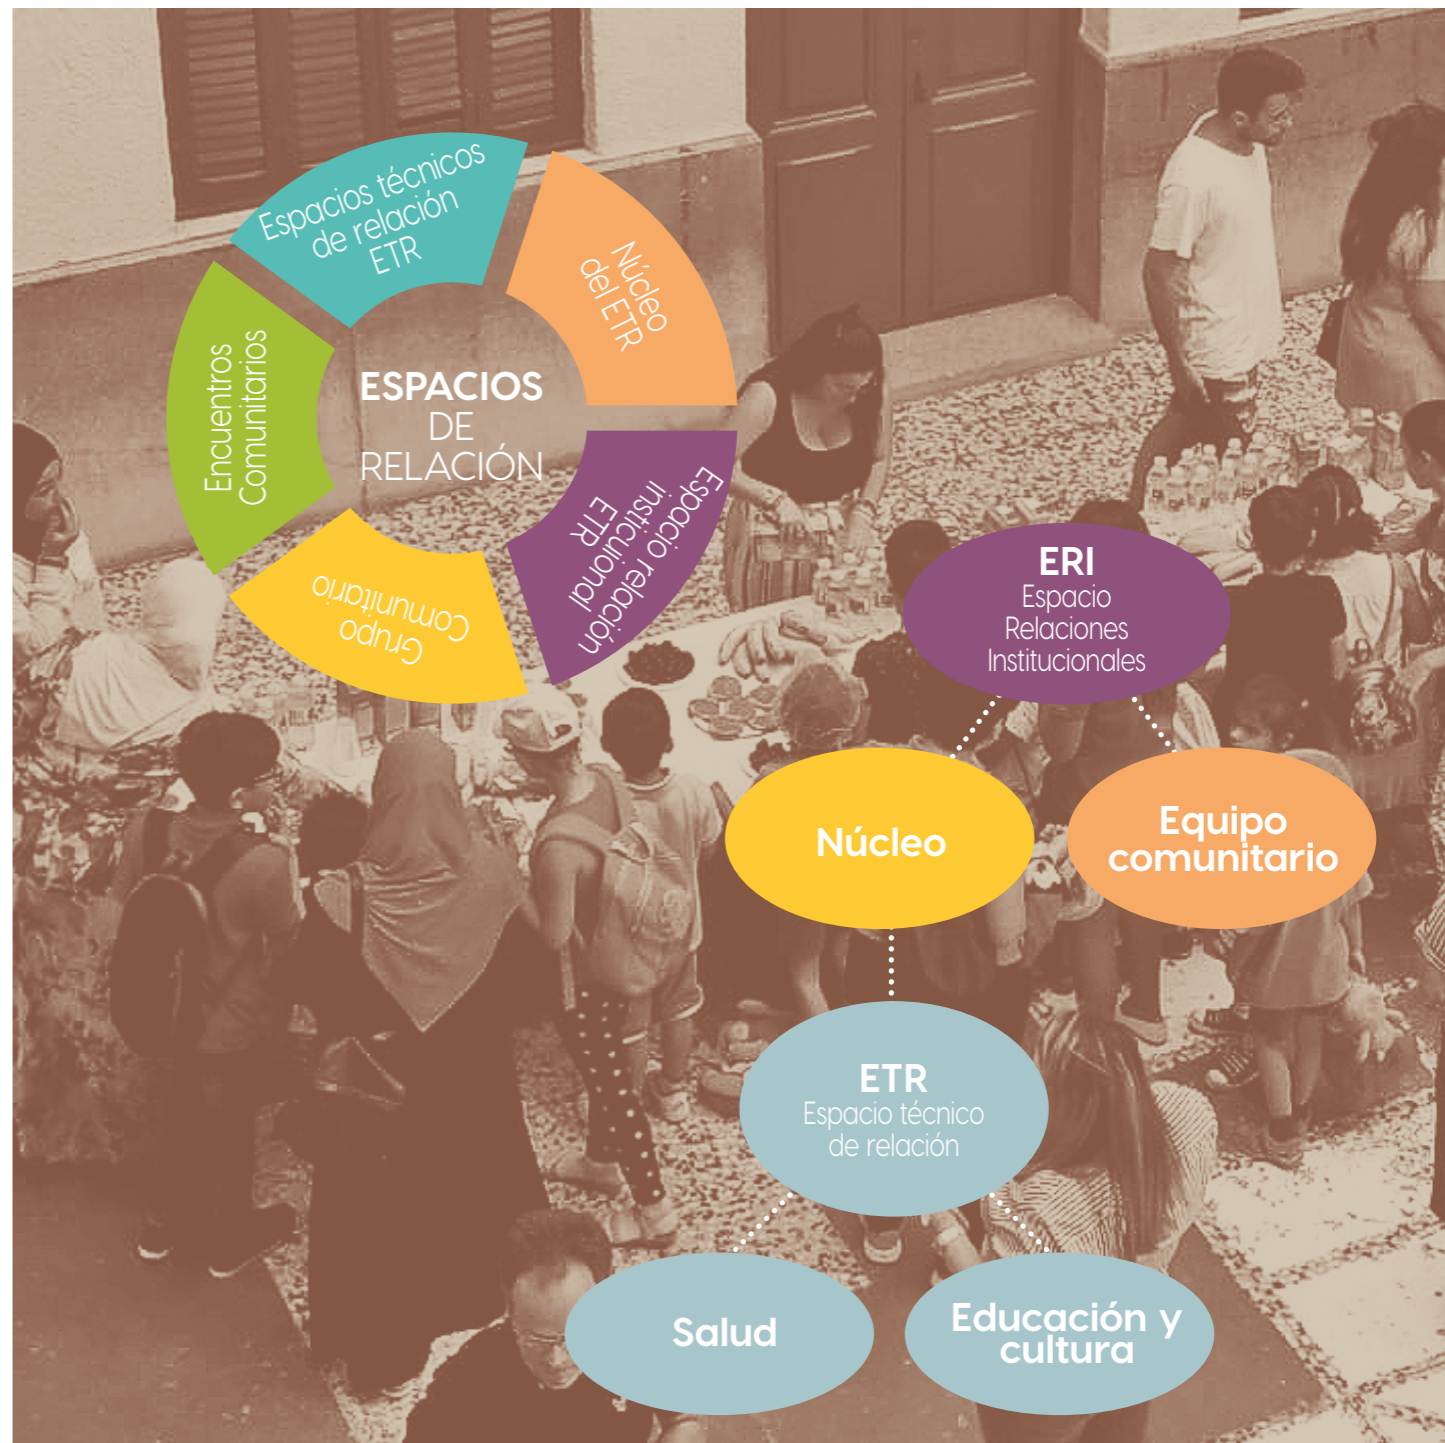 Espacios técnicos
de relación
ETR
Núcleo
del ETR
Encuentros
Comunitarios
ESPACIOS
DE
RELACIÓN
Espacio relación
insticuional
ETR
Grupo
Comunitario
ERI
Espacio
Relaciones
Institucionales
Núcleo
Equipo
comunitario
ETR
Espacio técnico
de relación
Salud
Educación y
cultura